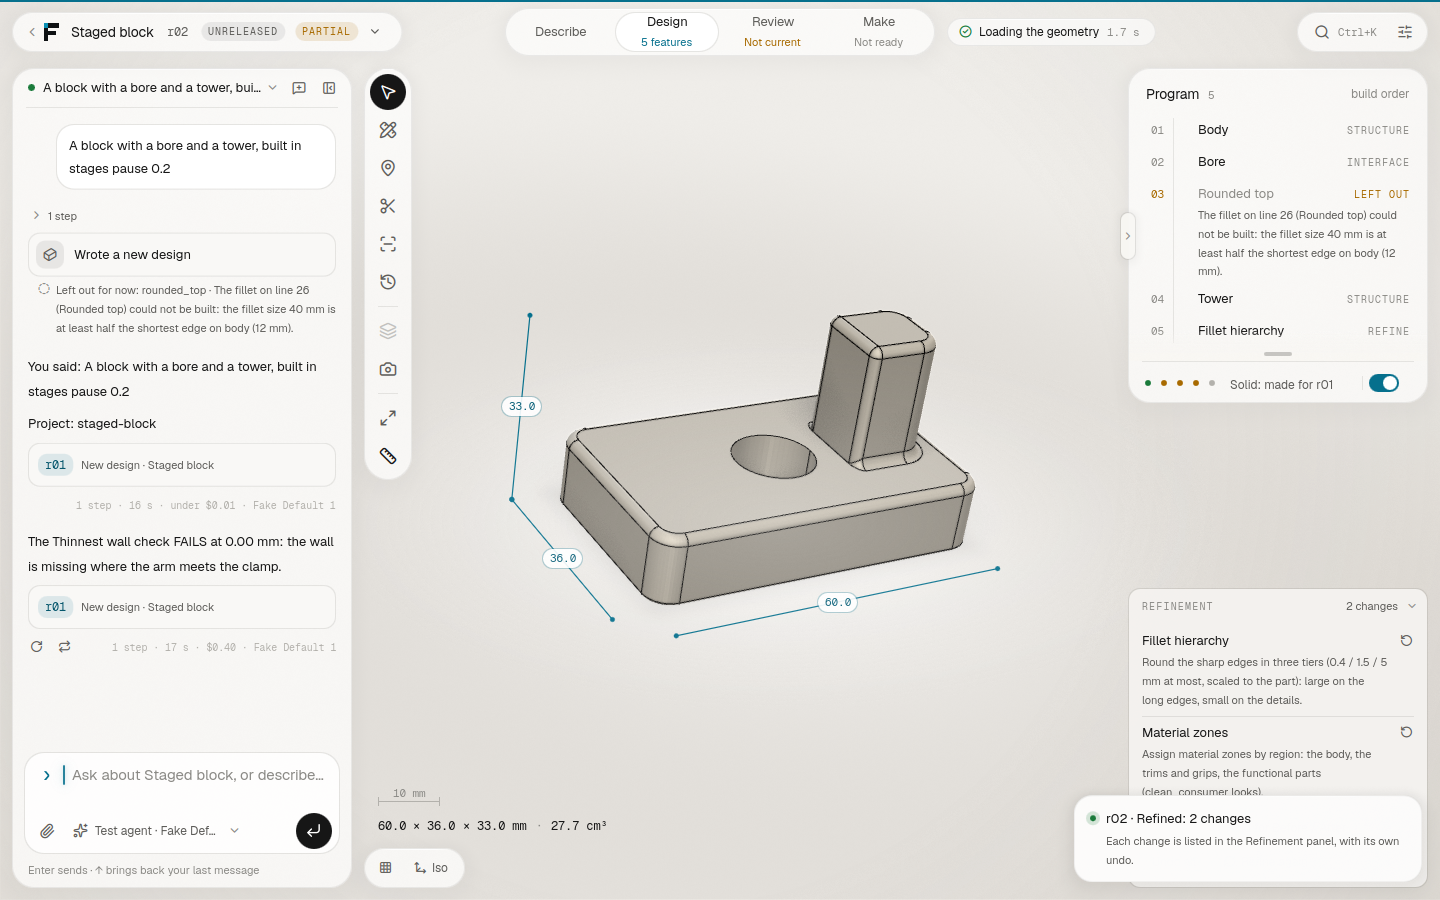 Staged block r02 UNRELEASED PARTIAL
Describe
Design
5 features
Review
Not current
Make
Not ready
Loading the geometry 1.7 s
Ctrl+K
A block with a bore and a tower, bui...
A block with a bore and a tower, built in
stages pause 0.2
1 step
Wrote a new design
Left out for now: rounded_top · The fillet on line 26
(Rounded top) could not be built: the fillet size 40 mm is
at least half the shortest edge on body (12 mm).
You said: A block with a bore and a tower, built in
stages pause 0.2
Project: staged-block
r01 New design · Staged block
1 step · 16 s · under $0.01 · Fake Default 1
The Thinnest wall check FAILS at 0.00 mm: the wall
is missing where the arm meets the clamp.
r01 New design · Staged block
1 step · 17 s · $0.40 · Fake Default 1
Ask about Staged block, or describe...
Test agent · Fake Def...
Enter sends · ↑ brings back your last message
33.0
36.0
60.0
10 mm
60.0 × 36.0 × 33.0 mm · 27.7 cm³
Iso
Program 5 build order
01 Body STRUCTURE
02 Bore INTERFACE
03 Rounded top LEFT OUT
The fillet on line 26 (Rounded top) could
not be built: the fillet size 40 mm is at
least half the shortest edge on body (12
mm).
04 Tower STRUCTURE
05 Fillet hierarchy REFINE
Solid: made for r01
REFINEMENT 2 changes
Fillet hierarchy
Round the sharp edges in three tiers (0.4 / 1.5 / 5
mm at most, scaled to the part): large on the
long edges, small on the details.
Material zones
Assign material zones by region: the body, the
trims and grips, the functional parts
(clean, consumer looks).
r02 · Refined: 2 changes
Each change is listed in the Refinement panel, with its own
undo.